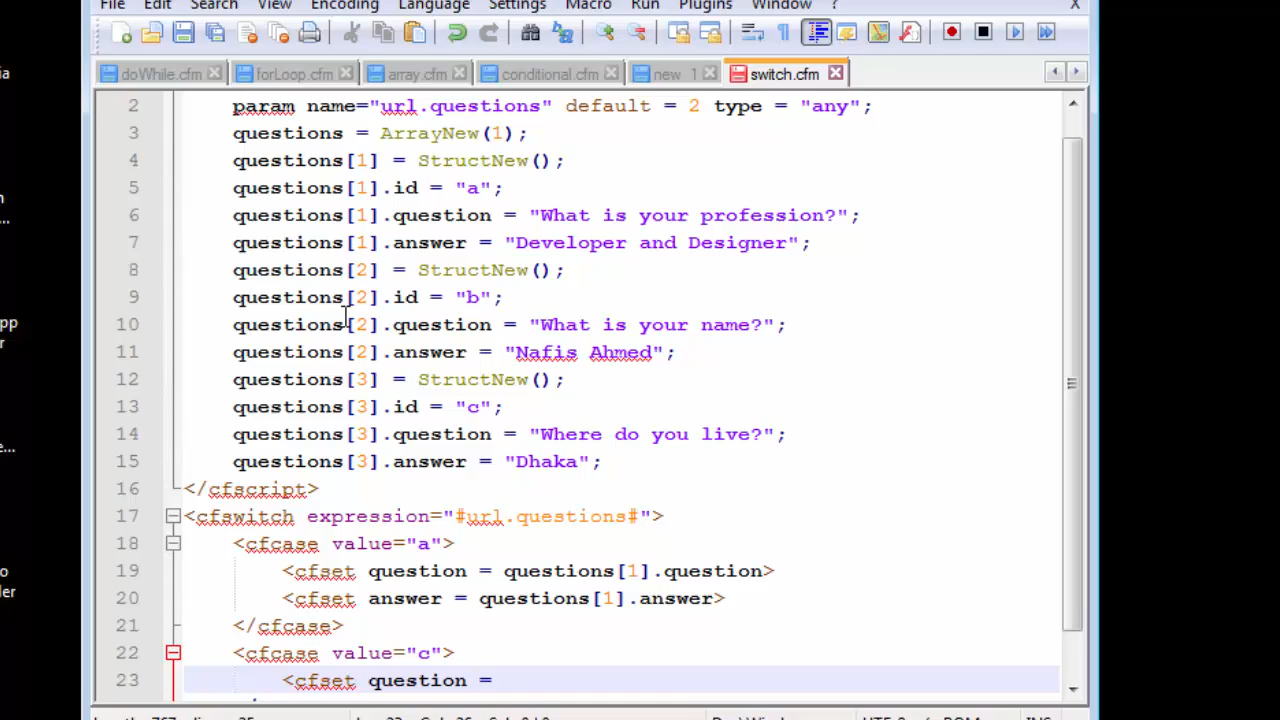 File Edit Search View Encoding Language Settings Macro Run Plugins Window ? X
doWhile.cfm forLoop.cfm array.cfm conditional.cfm new 1 switch.cfm
2 param name="url.questions" default = 2 type = "any";
3 questions = ArrayNew(1);
4 questions[1] = StructNew();
5 questions[1].id = "a";
6 questions[1].question = "What is your profession?";
7 questions[1].answer = "Developer and Designer";
8 questions[2] = StructNew();
9 questions[2].id = "b";
10 questions[2].question = "What is your name?";
11 questions[2].answer = "Nafis Ahmed";
12 questions[3] = StructNew();
13 questions[3].id = "c";
14 questions[3].question = "Where do you live?";
15 questions[3].answer = "Dhaka";
16 </cfscript>
17 <cfswitch expression="#url.questions#">
18 <cfcase value="a">
19 <cfset question = questions[1].question>
20 <cfset answer = questions[1].answer>
21 </cfcase>
22 <cfcase value="c">
23 <cfset question =